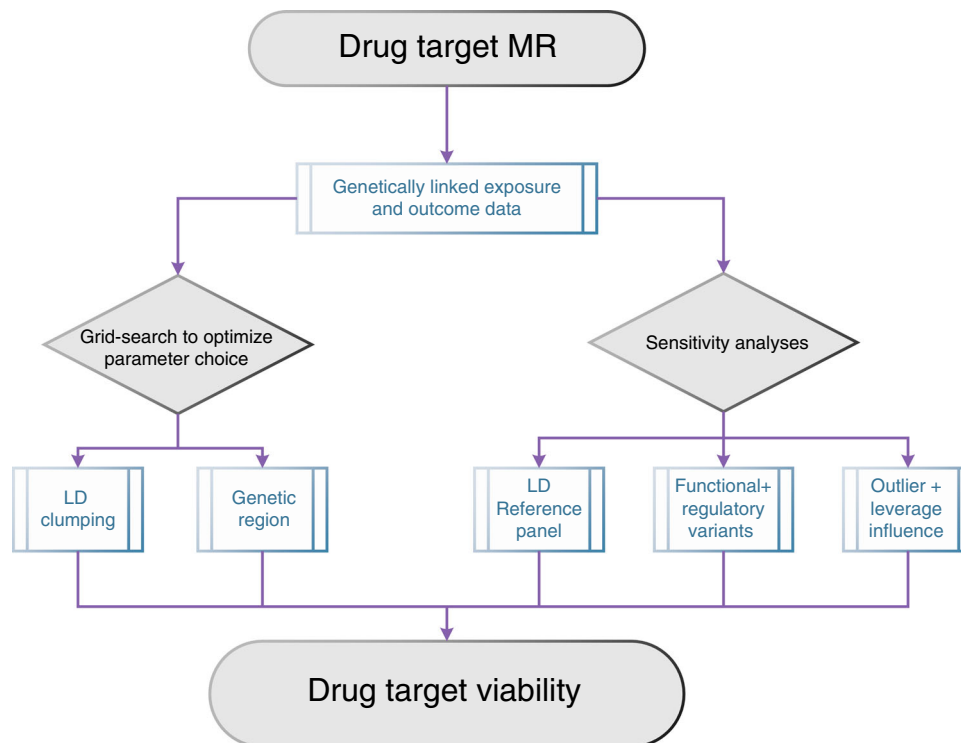 Drug target MR
Genetically linked exposure
and outcome data
Grid-search to optimize
parameter choice
Sensitivity analyses
LD
clumping
Genetic
region
LD
Reference
panel
Functional+
regulatory
variants
Outlier +
leverage
influence
Drug target viability